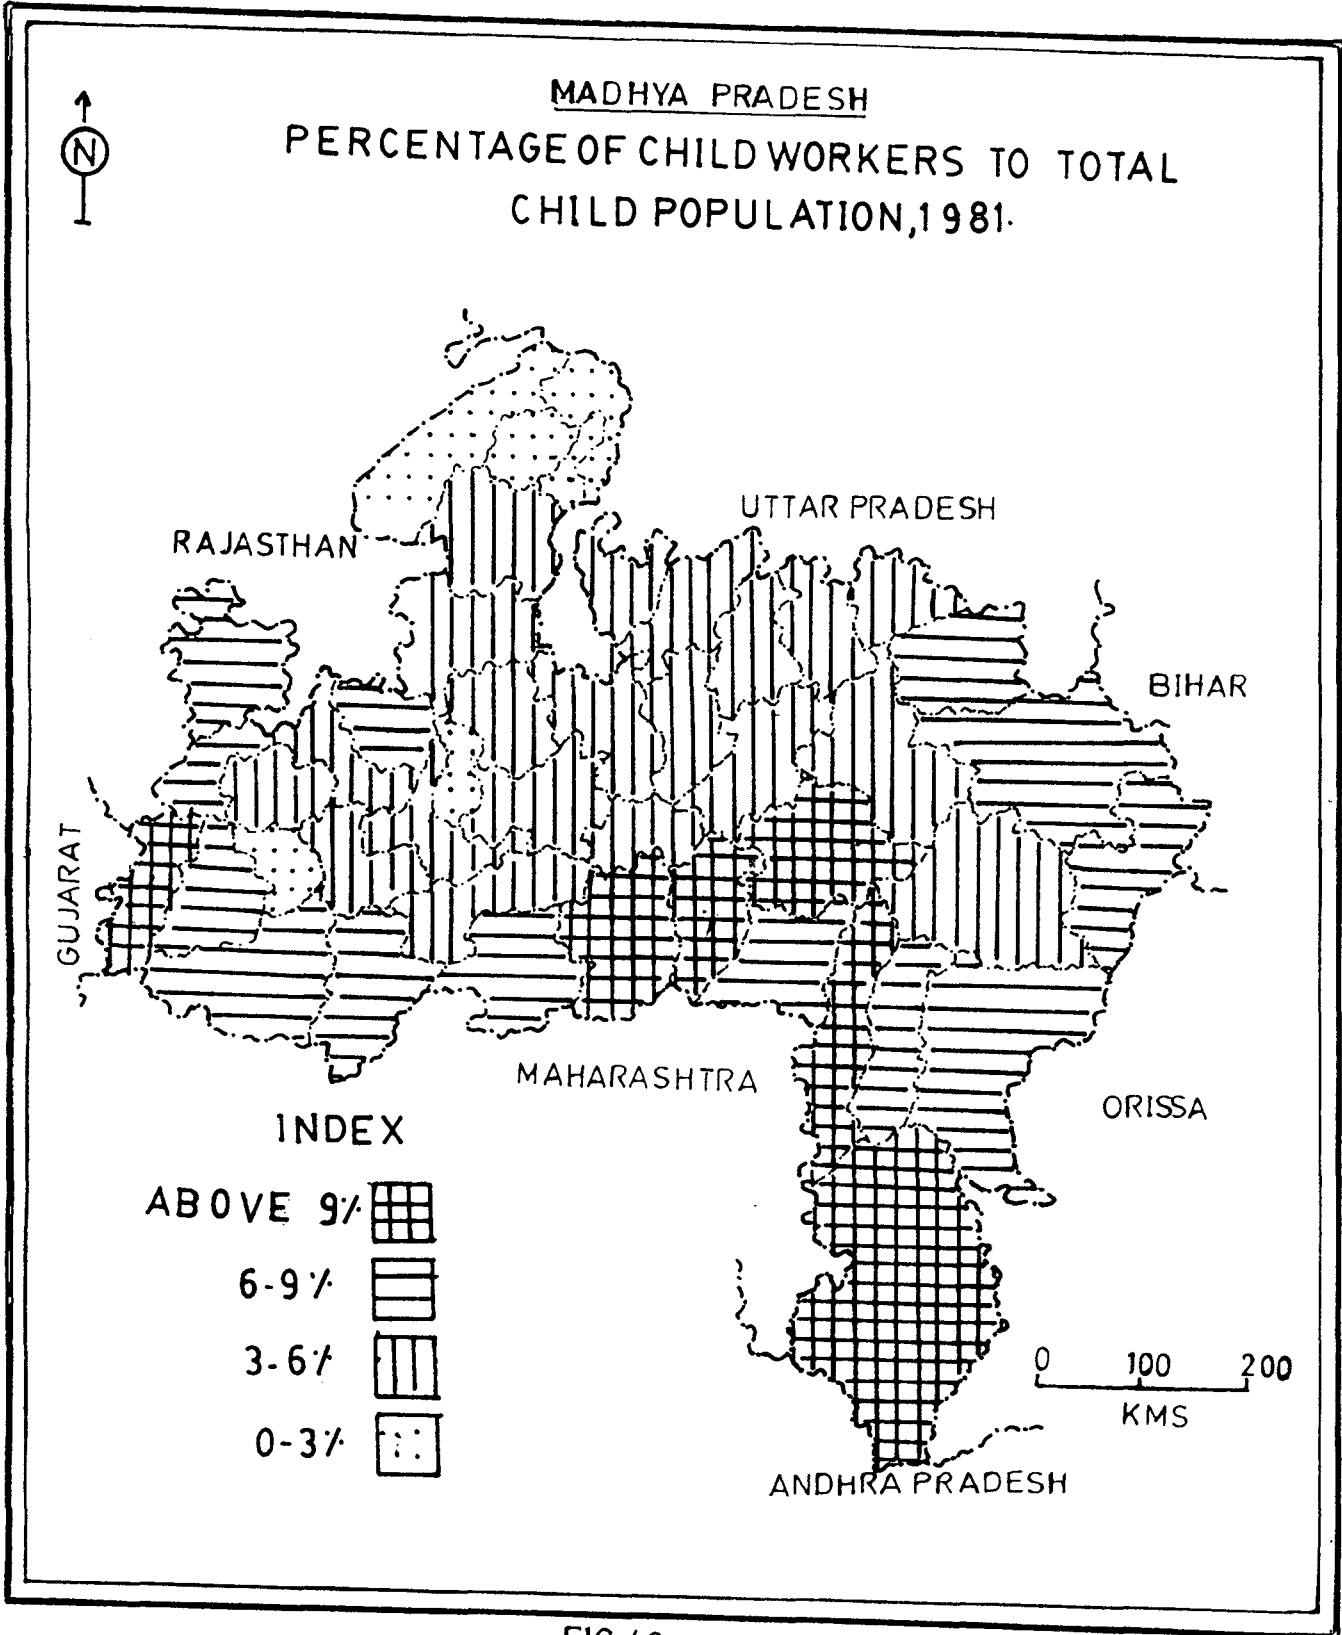 MADHYA PRADESH
N
PERCENTAGE OF CHILD WORKERS TO TOTAL
CHILD POPULATION, 1981.
UTTAR PRADESH
RAJASTHAN
BIHAR
GUJARAT
MAHARASHTRA
ORISSA
INDEX
ABOVE 9%
6-9%
3-6%
0-3%
0 100 200
KMS
ANDHRA PRADESH